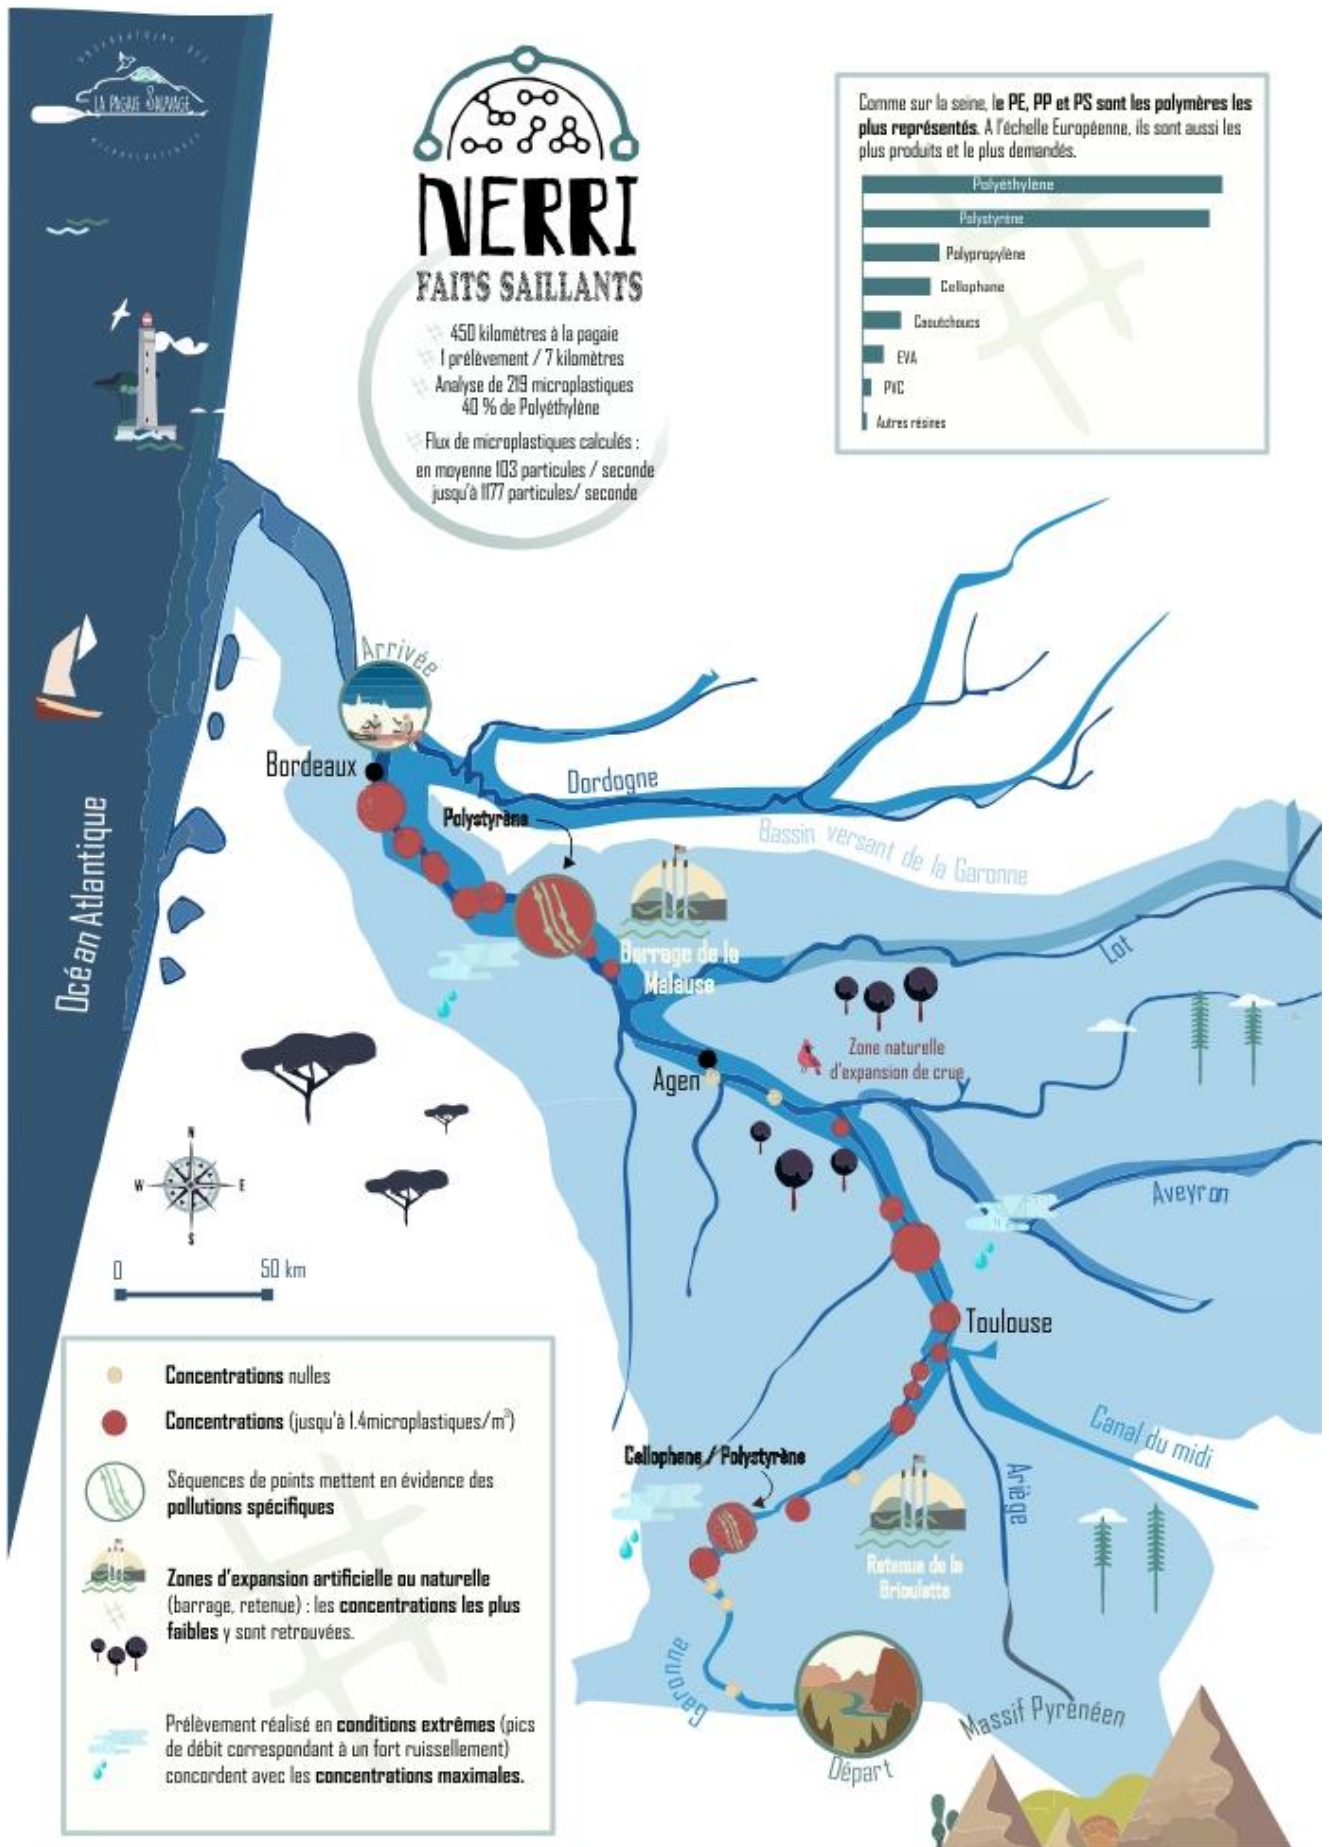 OBSERVATOIRE DES
LA PAGAIE SAUVAGE
MICROPLASTIQUES
NERRI
FAITS SAILLANTS
450 kilomètres à la pagaie
1 prélèvement / 7 kilomètres
Analyse de 219 microplastiques
40 % de Polyéthylène
Flux de microplastiques calculés :
en moyenne 103 particules / seconde
jusqu'à 1177 particules/ seconde
Comme sur la seine, le PE, PP et PS sont les polymères les
plus représentés. A l'échelle Européenne, ils sont aussi les
plus produits et le plus demandés.
Polyéthylène
Polystyrène
Polypropylène
Cellophane
Caoutchoucs
EVA
PVC
Autres résines
Arrivée
Bordeaux
Dordogne
Polystyrène
Bassin versant de la Garonne
Océan Atlantique
Barrage de la
Malause
Lot
Zone naturelle
d'expansion de crue
Agen
N
W
E
S
Aveyron
0
50 km
Toulouse
Canal du midi
Cellophane / Polystyrène
Ariège
Retenue de la
Brioulette
Garonne
Massif Pyrénéen
Départ
Concentrations nulles
Concentrations (jusqu'à 1.4microplastiques/m³)
Séquences de points mettent en évidence des
pollutions spécifiques
Zones d'expansion artificielle ou naturelle
(barrage, retenue) : les concentrations les plus
faibles y sont retrouvées.
Prélèvement réalisé en conditions extrêmes (pics
de débit correspondant à un fort ruissellement)
concordent avec les concentrations maximales.